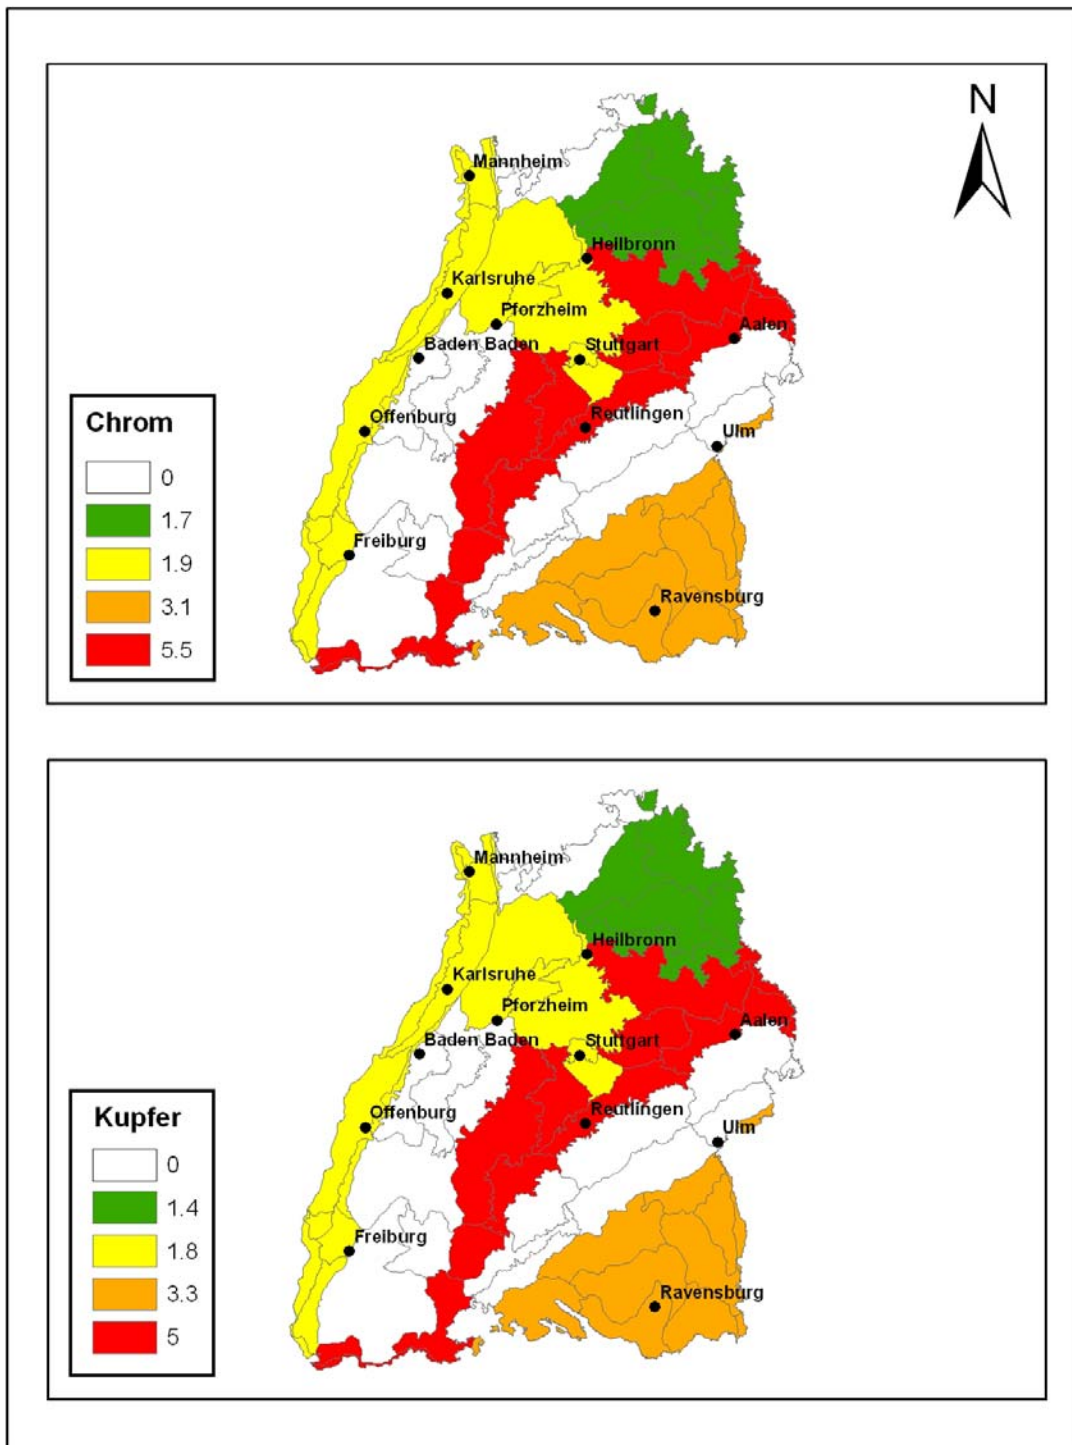 N
Mannheim
Heilbronn
Karlsruhe
Pforzheim
Aalen
Baden Baden
Stuttgart
Offenburg
Reutlingen
Ulm
Freiburg
Ravensburg
Chrom
0
1.7
1.9
3.1
5.5
Mannheim
Heilbronn
Karlsruhe
Pforzheim
Aalen
Baden Baden
Stuttgart
Offenburg
Reutlingen
Ulm
Freiburg
Ravensburg
Kupfer
0
1.4
1.8
3.3
5